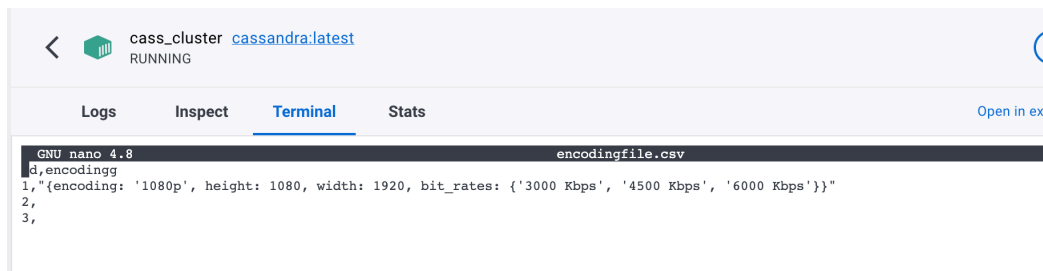 cass_cluster cassandra:latest
RUNNING
Logs Inspect Terminal Stats Open in ex
GNU nano 4.8 encodingfile.csv
d,encodingg
1,"{encoding: '1080p', height: 1080, width: 1920, bit_rates: {'3000 Kbps', '4500 Kbps', '6000 Kbps'}}"
2,
3,